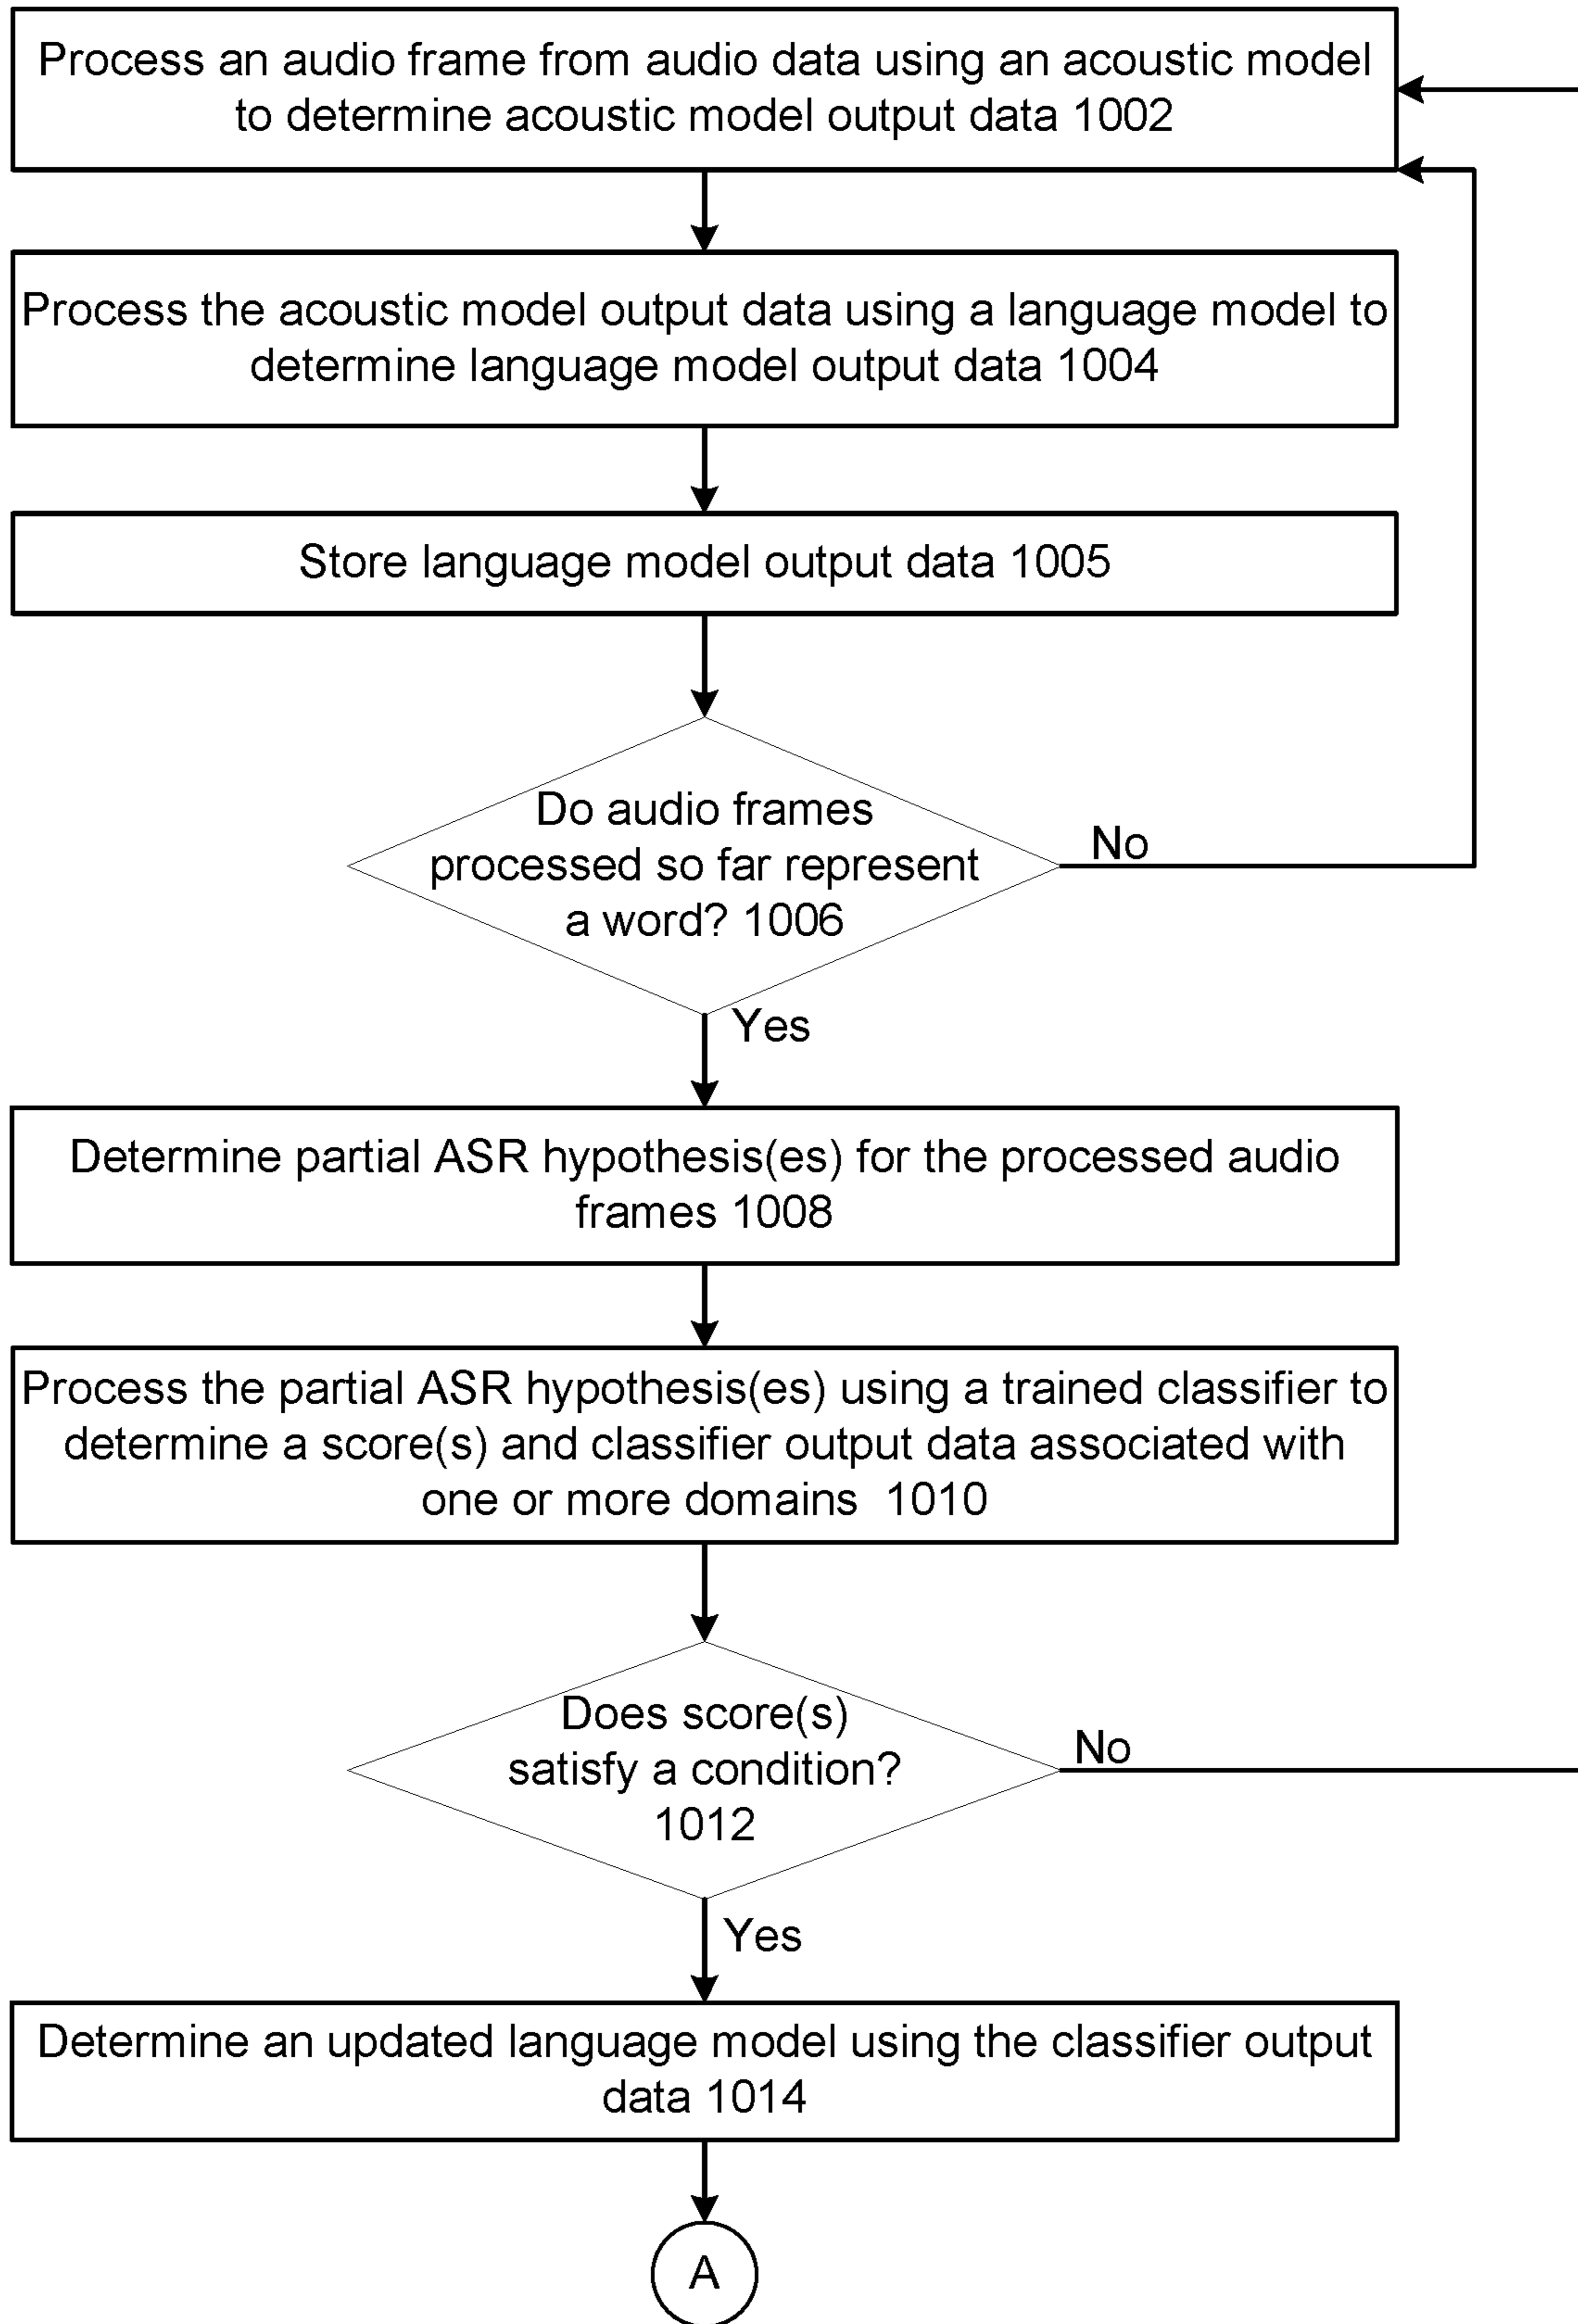 Process an audio frame from audio data using an acoustic model
to determine acoustic model output data 1002
Process the acoustic model output data using a language model to
determine language model output data 1004
Store language model output data 1005
Do audio frames
processed so far represent
a word? 1006
No
Yes
Determine partial ASR hypothesis(es) for the processed audio
frames 1008
Process the partial ASR hypothesis(es) using a trained classifier to
determine a score(s) and classifier output data associated with
one or more domains 1010
Does score(s)
satisfy a condition?
1012
No
Yes
Determine an updated language model using the classifier output
data 1014
A